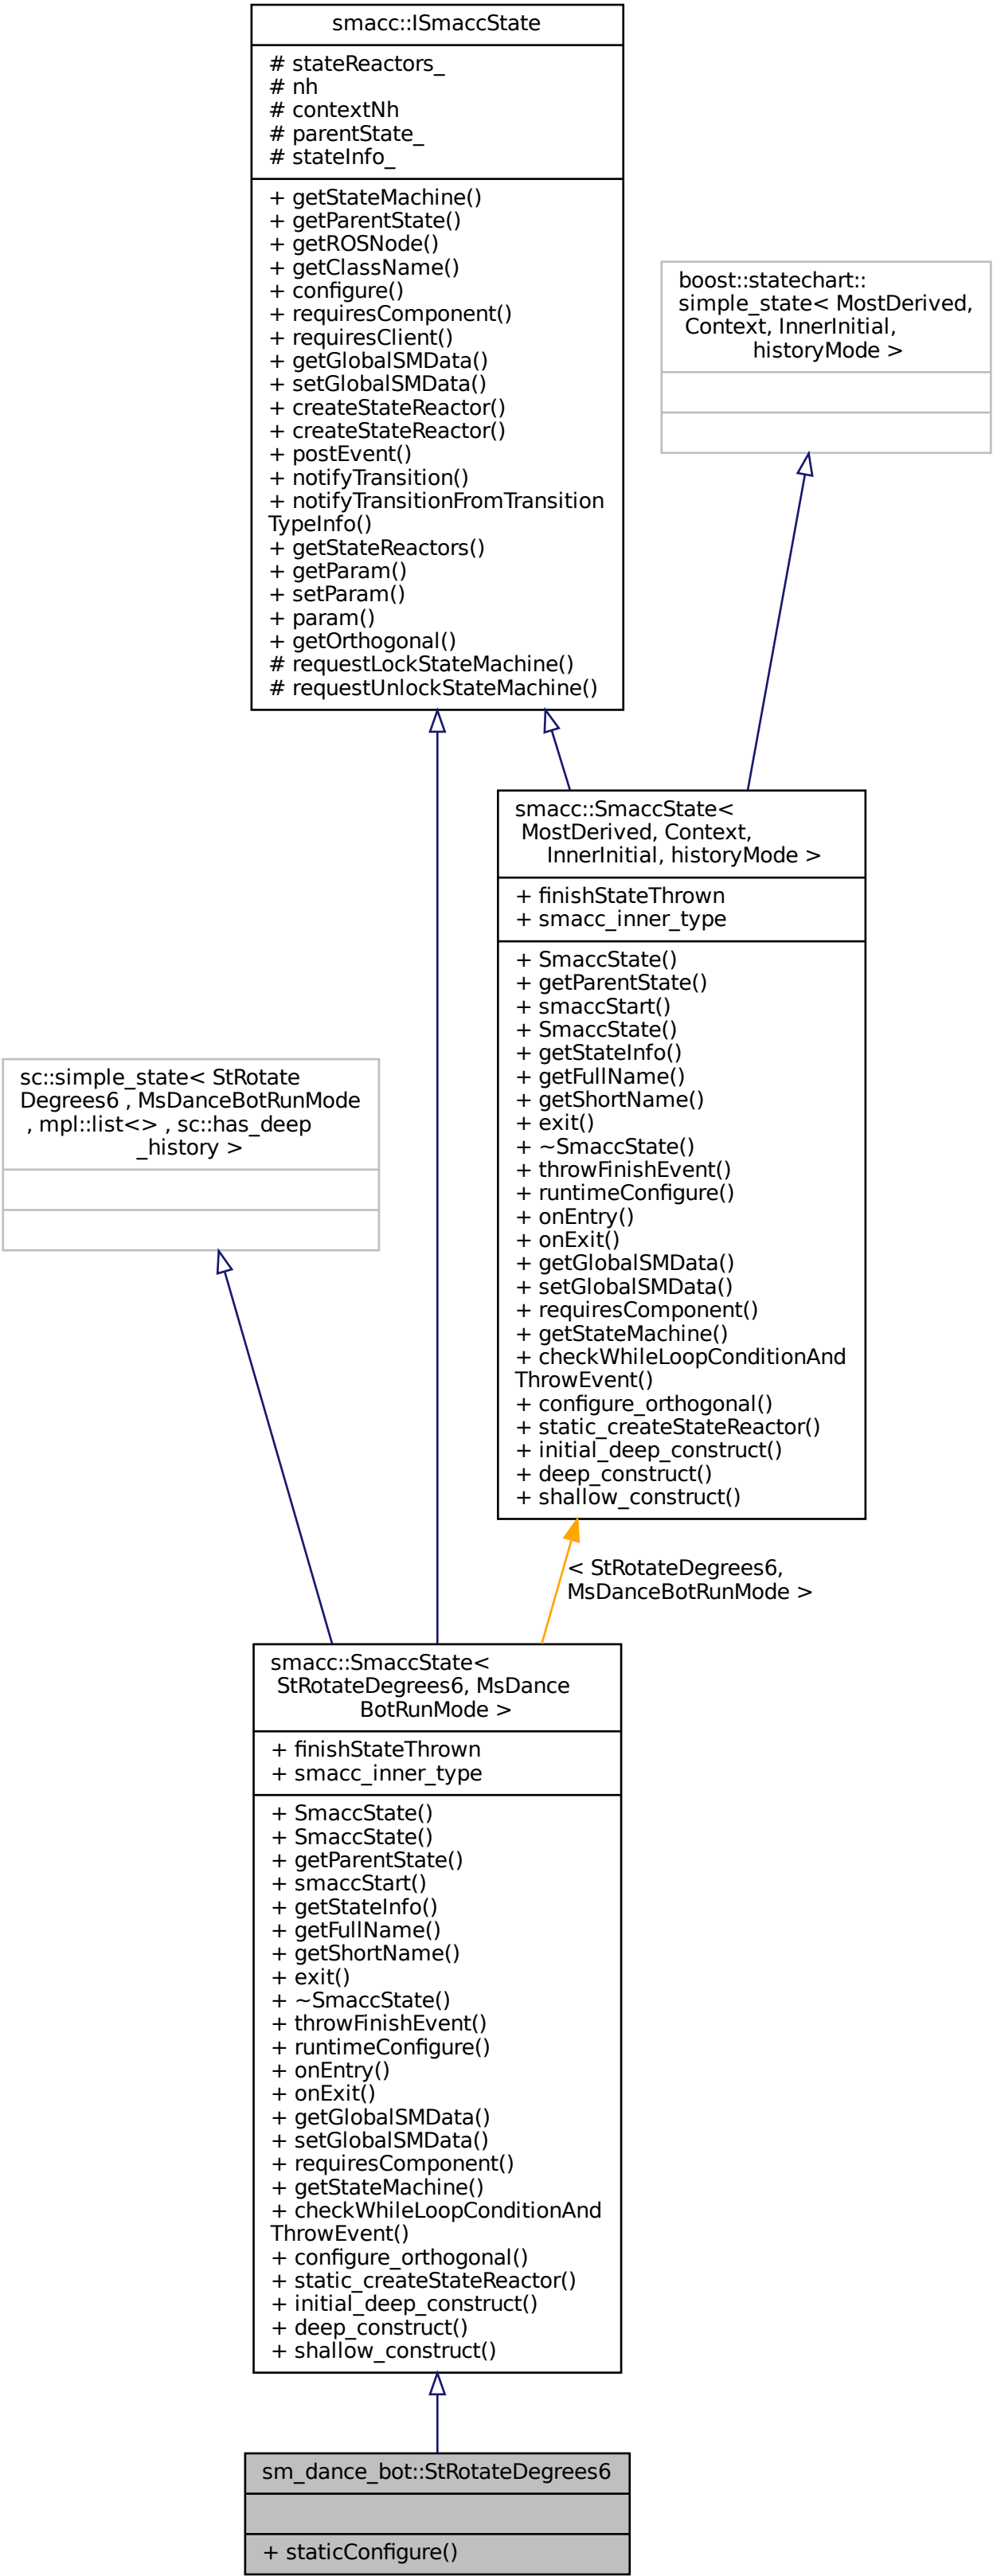 smacc::ISmaccState
# stateReactors_
# nh
# contextNh
# parentState_
# stateInfo_
+ getStateMachine()
+ getParentState()
+ getROSNode()
+ getClassName()
+ configure()
+ requiresComponent()
+ requiresClient()
+ getGlobalSMData()
+ setGlobalSMData()
+ createStateReactor()
+ createStateReactor()
+ postEvent()
+ notifyTransition()
+ notifyTransitionFromTransition
TypeInfo()
+ getStateReactors()
+ getParam()
+ setParam()
+ param()
+ getOrthogonal()
# requestLockStateMachine()
# requestUnlockStateMachine()
boost::statechart::
simple_state< MostDerived,
Context, InnerInitial,
historyMode >
smacc::SmaccState<
MostDerived, Context,
InnerInitial, historyMode >
+ finishStateThrown
+ smacc_inner_type
+ SmaccState()
+ getParentState()
+ smaccStart()
+ SmaccState()
+ getStateInfo()
+ getFullName()
+ getShortName()
+ exit()
+ ~SmaccState()
+ throwFinishEvent()
+ runtimeConfigure()
+ onEntry()
+ onExit()
+ getGlobalSMData()
+ setGlobalSMData()
+ requiresComponent()
+ getStateMachine()
+ checkWhileLoopConditionAnd
ThrowEvent()
+ configure_orthogonal()
+ static_createStateReactor()
+ initial_deep_construct()
+ deep_construct()
+ shallow_construct()
sc::simple_state< StRotate
Degrees6 , MsDanceBotRunMode
, mpl::list<> , sc::has_deep
_history >
< StRotateDegrees6,
MsDanceBotRunMode >
smacc::SmaccState<
StRotateDegrees6, MsDance
BotRunMode >
+ finishStateThrown
+ smacc_inner_type
+ SmaccState()
+ SmaccState()
+ getParentState()
+ smaccStart()
+ getStateInfo()
+ getFullName()
+ getShortName()
+ exit()
+ ~SmaccState()
+ throwFinishEvent()
+ runtimeConfigure()
+ onEntry()
+ onExit()
+ getGlobalSMData()
+ setGlobalSMData()
+ requiresComponent()
+ getStateMachine()
+ checkWhileLoopConditionAnd
ThrowEvent()
+ configure_orthogonal()
+ static_createStateReactor()
+ initial_deep_construct()
+ deep_construct()
+ shallow_construct()
sm_dance_bot::StRotateDegrees6
+ staticConfigure()